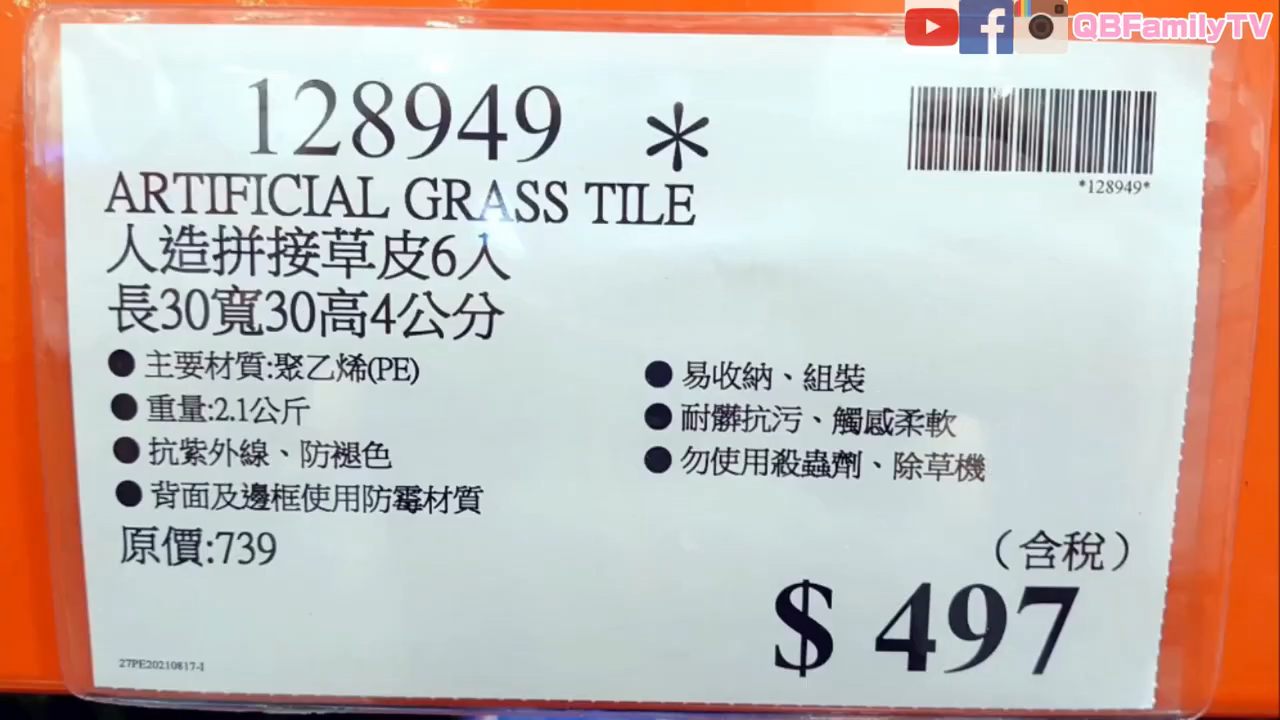 QBFamilyTV
128949 *
*128949*
ARTIFICIAL GRASS TILE
人造拼接草皮6入
長30寬30高4公分
●主要材質:聚乙烯(PE)
●重量:2.1公斤
●抗紫外線、防褪色
●背面及邊框使用防霉材質
●易收納、組裝
●耐髒抗污、觸感柔軟
●勿使用殺蟲劑、除草機
原價:739
（含稅）
$ 497
27PE20210817-1